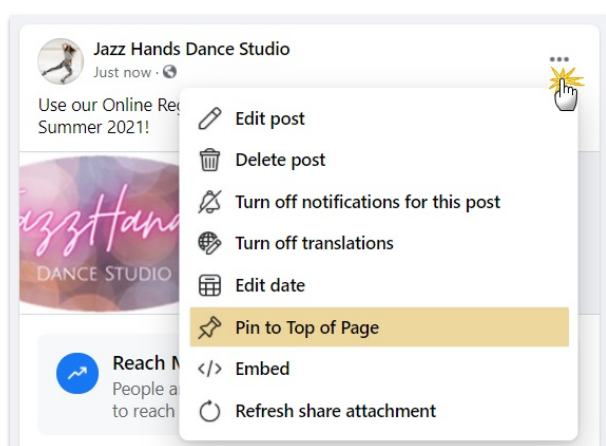 Jazz Hands Dance Studio
Just now ·
Use our Online Reg
Summer 2021!
JazzHand
DANCE STUDIO
Edit post
Delete post
Turn off notifications for this post
Turn off translations
Edit date
Pin to Top of Page
Embed
Refresh share attachment
Reach
People
to reach